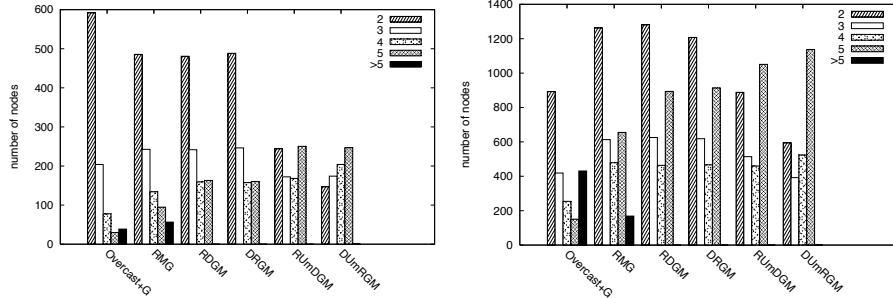 600
500
400
300
200
100
0
number of nodes
2
3
4
5
>5
Overcast+G
RMG
RDGM
DRGM
RUmDGM
DUmRGM
1400
1200
1000
800
600
400
200
0
number of nodes
2
3
4
5
>5
Overcast+G
RMG
RDGM
DRGM
RUmDGM
DUmRGM